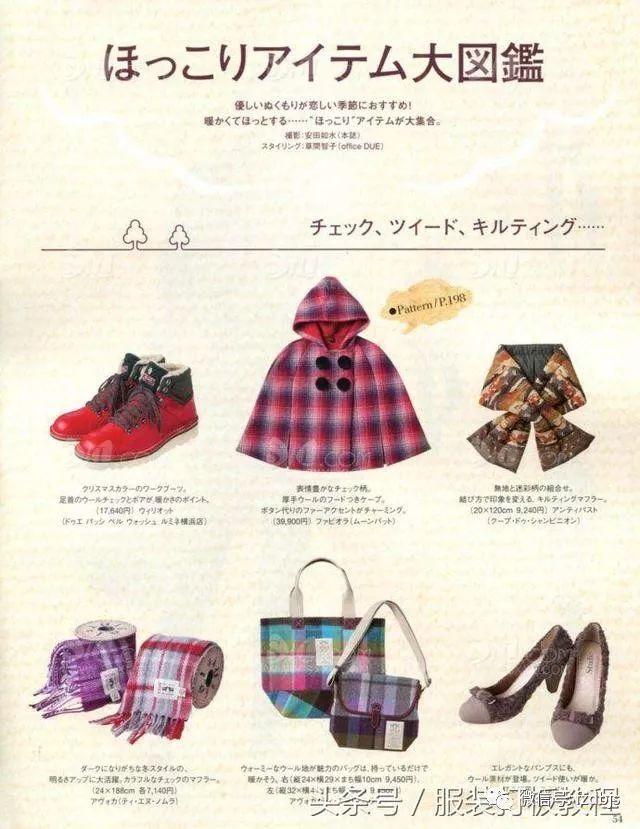 ほっこりアイテム大図鑑
優しいぬくもりが恋しい季節におすすめ!
暖かくてほっとする……“ほっこり”アイテムが大集合。
撮影:安田如水(本誌)
スタイリング:草間智子(office DUE)
チェック、ツイード、キルティング……
●Pattern/P.198
クリスマスカラーのワークブーツ。
足首のウールチェックとボアが、暖かさのポイント。
(17,640円) ウィリオット
(ドゥエ パッシ ペル ウォッシュ ルミネ横浜店)
表情豊かなチェック柄。
厚手ウールのフードつきケープ。
ボタン代りのファーアクセントがチャーミング。
(39,900円) ファビオラ(ムーンバット)
無地と迷彩柄の組合せ。
結び方で印象を変える、キルティングマフラー。
(20×120cm 9,240円) アンティパスト
(クープ・ドゥ・シャンピニオン)
ダークになりがちな冬スタイルの、
明るさアップに大活躍。カラフルなチェックのマフラー。
(24×188cm 各7,140円)
アヴォカ(ティ・エヌ・ノムラ)
ウォーミーなウール地が魅力のバッグは、持っているだけで
暖かそう。右(縦24×横29×まち幅10cm 9,450円)、
左(縦32×横
アヴォカ
エレガントなパンプスにも、
ウール素材が登場。ツイード使いが暖か。
头条号／服装打板教程
微信号
54